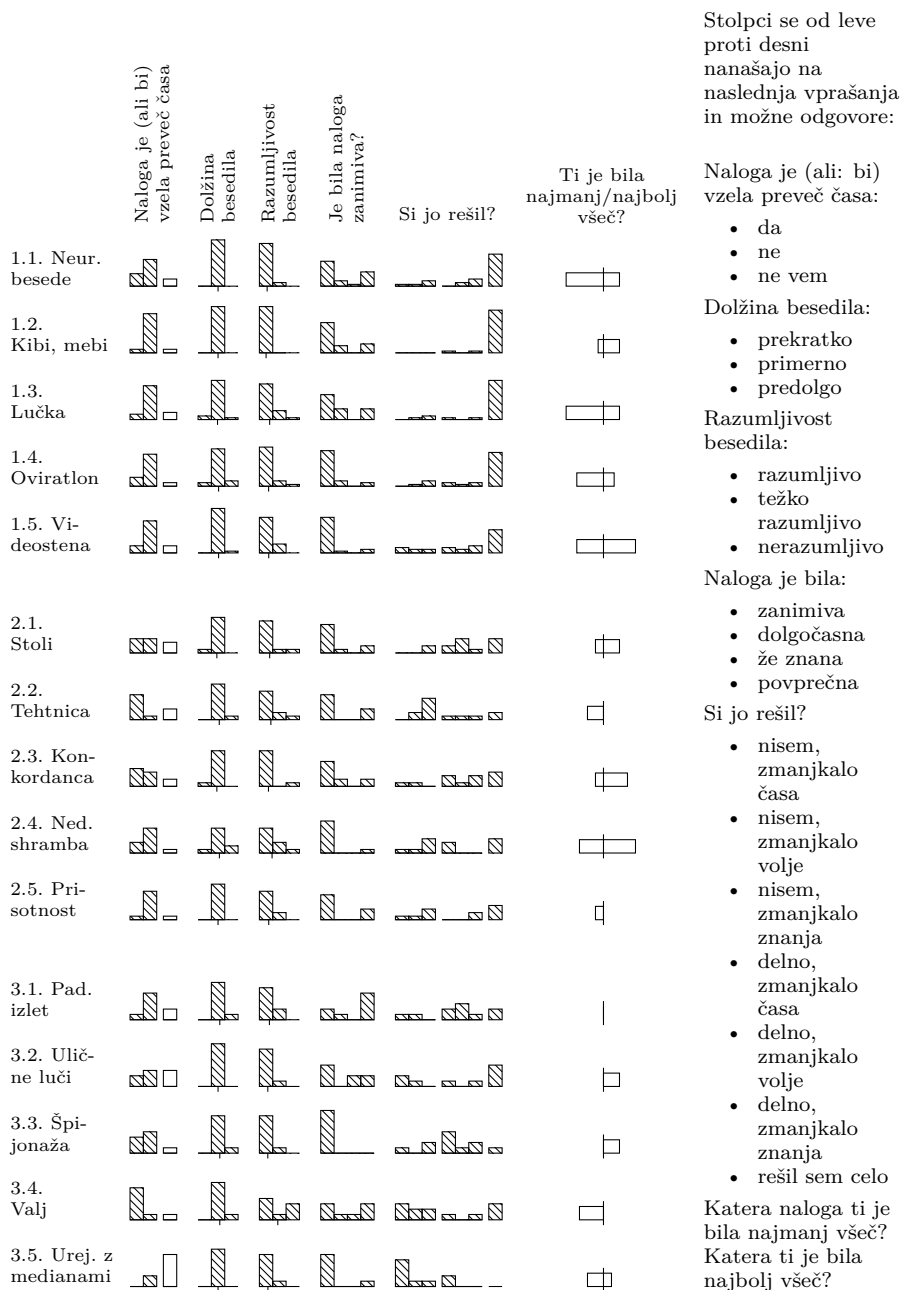 Naloga je (ali bi)
vzela preveč časa
Dolžina
besedila
Razumljivost
besedila
Je bila naloga
zanimiva?
Si jo rešil?
Ti je bila
najmanj/najbolj
všeč?
1.1. Neur.
besede
1.2.
Kibi, mebi
1.3.
Lučka
1.4.
Oviratlon
1.5. Vi-
deostena
2.1.
Stoli
2.2.
Tehtnica
2.3. Kon-
kordanca
2.4. Ned.
shramba
2.5. Pri-
sotnost
3.1. Pad.
izlet
3.2. Ulič-
ne luči
3.3. Špi-
jonaža
3.4.
Valj
3.5. Urej. z
medianami
Stolpci se od leve
proti desni
nanašajo na
naslednja vprašanja
in možne odgovore:
Naloga je (ali: bi)
vzela preveč časa:
• da
• ne
• ne vem
Dolžina besedila:
• prekratko
• primerno
• predolgo
Razumljivost
besedila:
• razumljivo
• težko
razumljivo
• nerazumljivo
Naloga je bila:
• zanimiva
• dolgočasna
• že znana
• povprečna
Si jo rešil?
• nisem,
zmanjkalo
časa
• nisem,
zmanjkalo
volje
• nisem,
zmanjkalo
znanja
• delno,
zmanjkalo
časa
• delno,
zmanjkalo
volje
• delno,
zmanjkalo
znanja
• rešil sem celo
Katera naloga ti je
bila najmanj všeč?
Katera ti je bila
najbolj všeč?